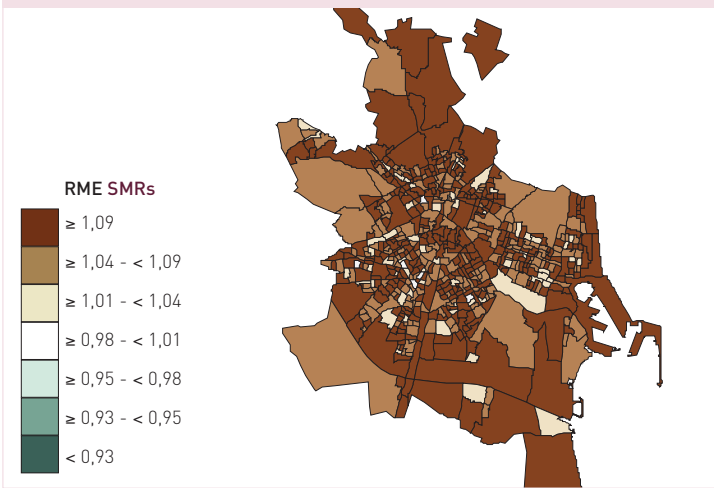 RME SMRs
≥ 1,09
≥ 1,04 - < 1,09
≥ 1,01 - < 1,04
≥ 0,98 - < 1,01
≥ 0,95 - < 0,98
≥ 0,93 - < 0,95
< 0,93